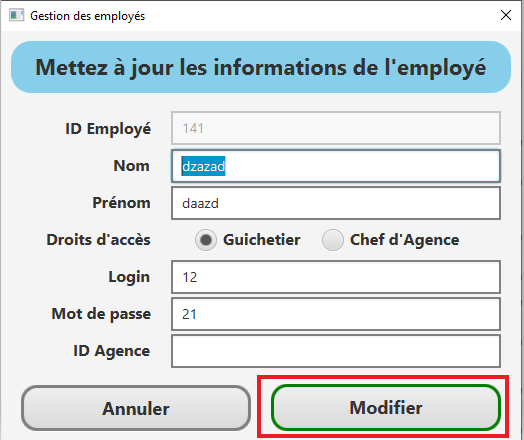 Gestion des employés
Mettez à jour les informations de l'employé
ID Employé 141
Nom dzazad
Prénom daazd
Droits d'accès Guichetier Chef d'Agence
Login 12
Mot de passe 21
ID Agence
Annuler Modifier